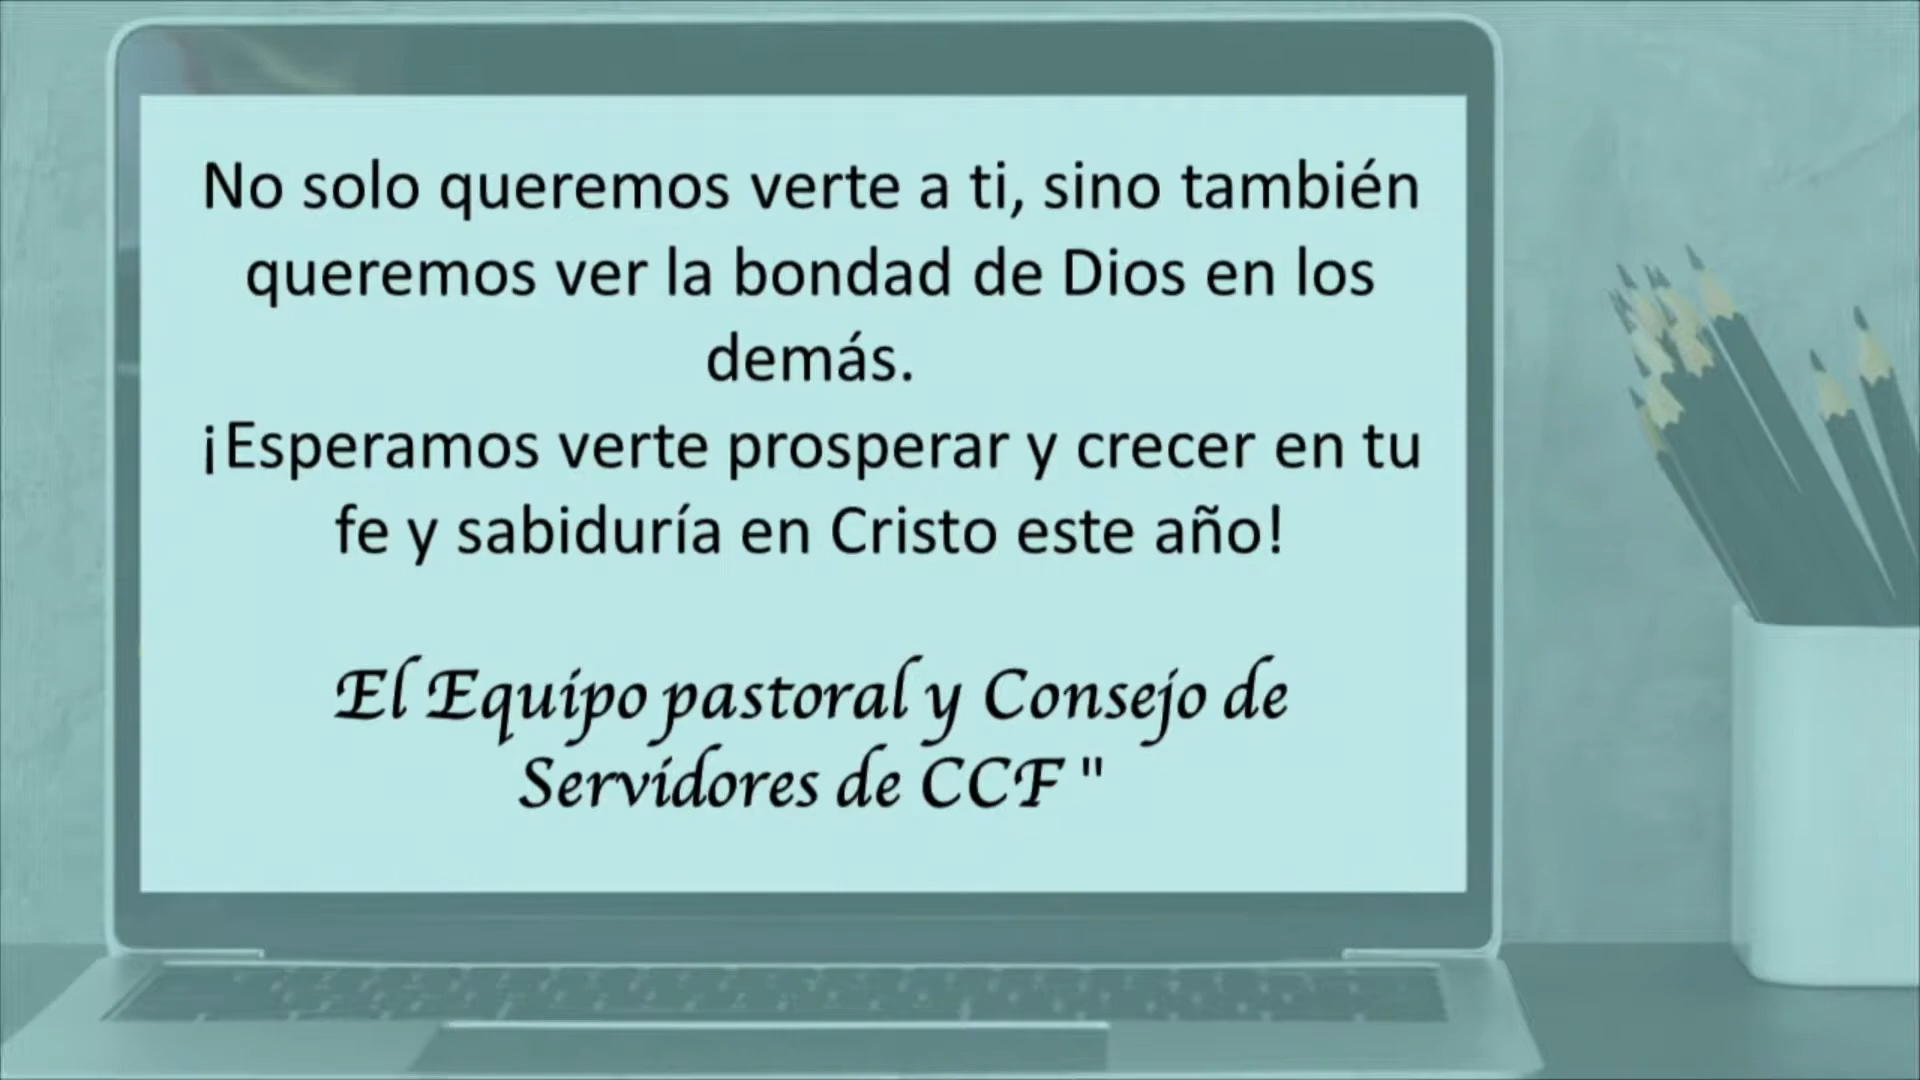 No solo queremos verte a ti, sino también
queremos ver la bondad de Dios en los
demás.
¡Esperamos verte prosperar y crecer en tu
fe y sabiduría en Cristo este año!
El Equipo pastoral y Consejo de
Servidores de CCF "